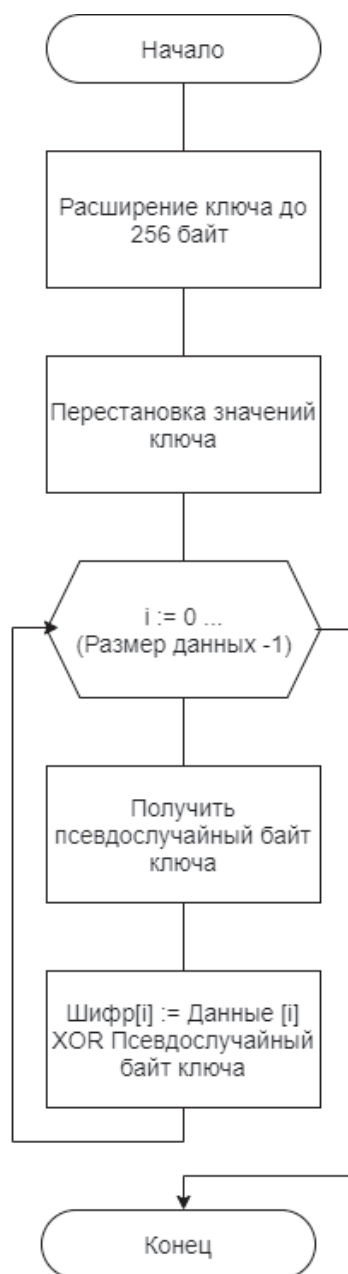 Начало
Расширение ключа до
256 байт
Перестановка значений
ключа
i := 0 ...
(Размер данных -1)
Получить
псевдослучайный байт
ключа
Шифр[i] := Данные [i]
XOR Псевдослучайный
байт ключа
Конец